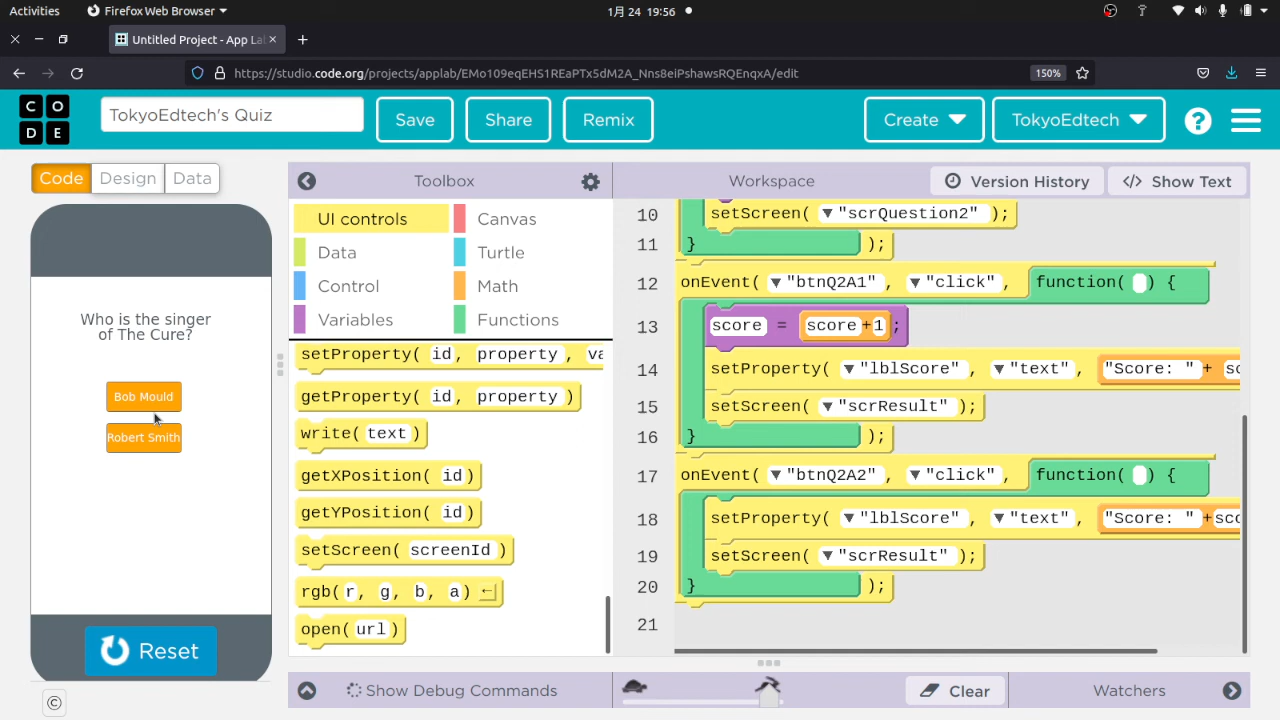 Activities
Firefox Web Browser
1月 24 19:56
Untitled Project - App La
https://studio.code.org/projects/applab/EMo109eqEHS1REaPTx5dM2A_Nns8eiPshawsRQEnqxA/edit
150%
C O
D E
TokyoEdtech's Quiz
Save
Share
Remix
Create
TokyoEdtech
?
Code
Design
Data
Toolbox
Workspace
Version History
</> Show Text
Who is the singer
of The Cure?
Bob Mould
Robert Smith
Reset
©
UI controls
Canvas
Data
Turtle
Control
Math
Variables
Functions
setProperty( id, property, va
getProperty( id, property )
write( text )
getXPosition( id )
getYPosition( id )
setScreen( screenId )
rgb( r, g, b, a )
open( url )
10 setScreen( "scrQuestion2" );
11 } );
12 onEvent( "btnQ2A1", "click", function( ) {
13 score = score+1;
14 setProperty( "lblScore", "text", "Score: "+ sc
15 setScreen( "scrResult" );
16 } );
17 onEvent( "btnQ2A2", "click", function( ) {
18 setProperty( "lblScore", "text", "Score: "+sco
19 setScreen( "scrResult" );
20 } );
21
Show Debug Commands
Clear
Watchers